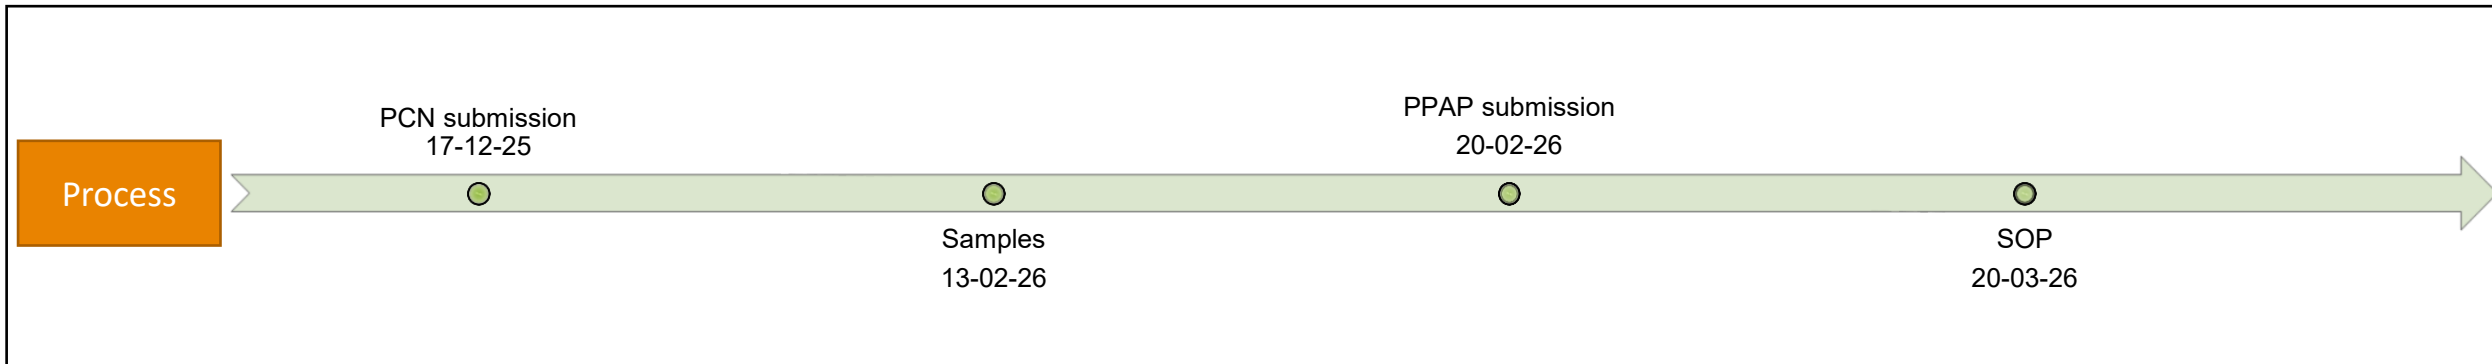 Process
PCN submission
17-12-25
Samples
13-02-26
PPAP submission
20-02-26
SOP
20-03-26